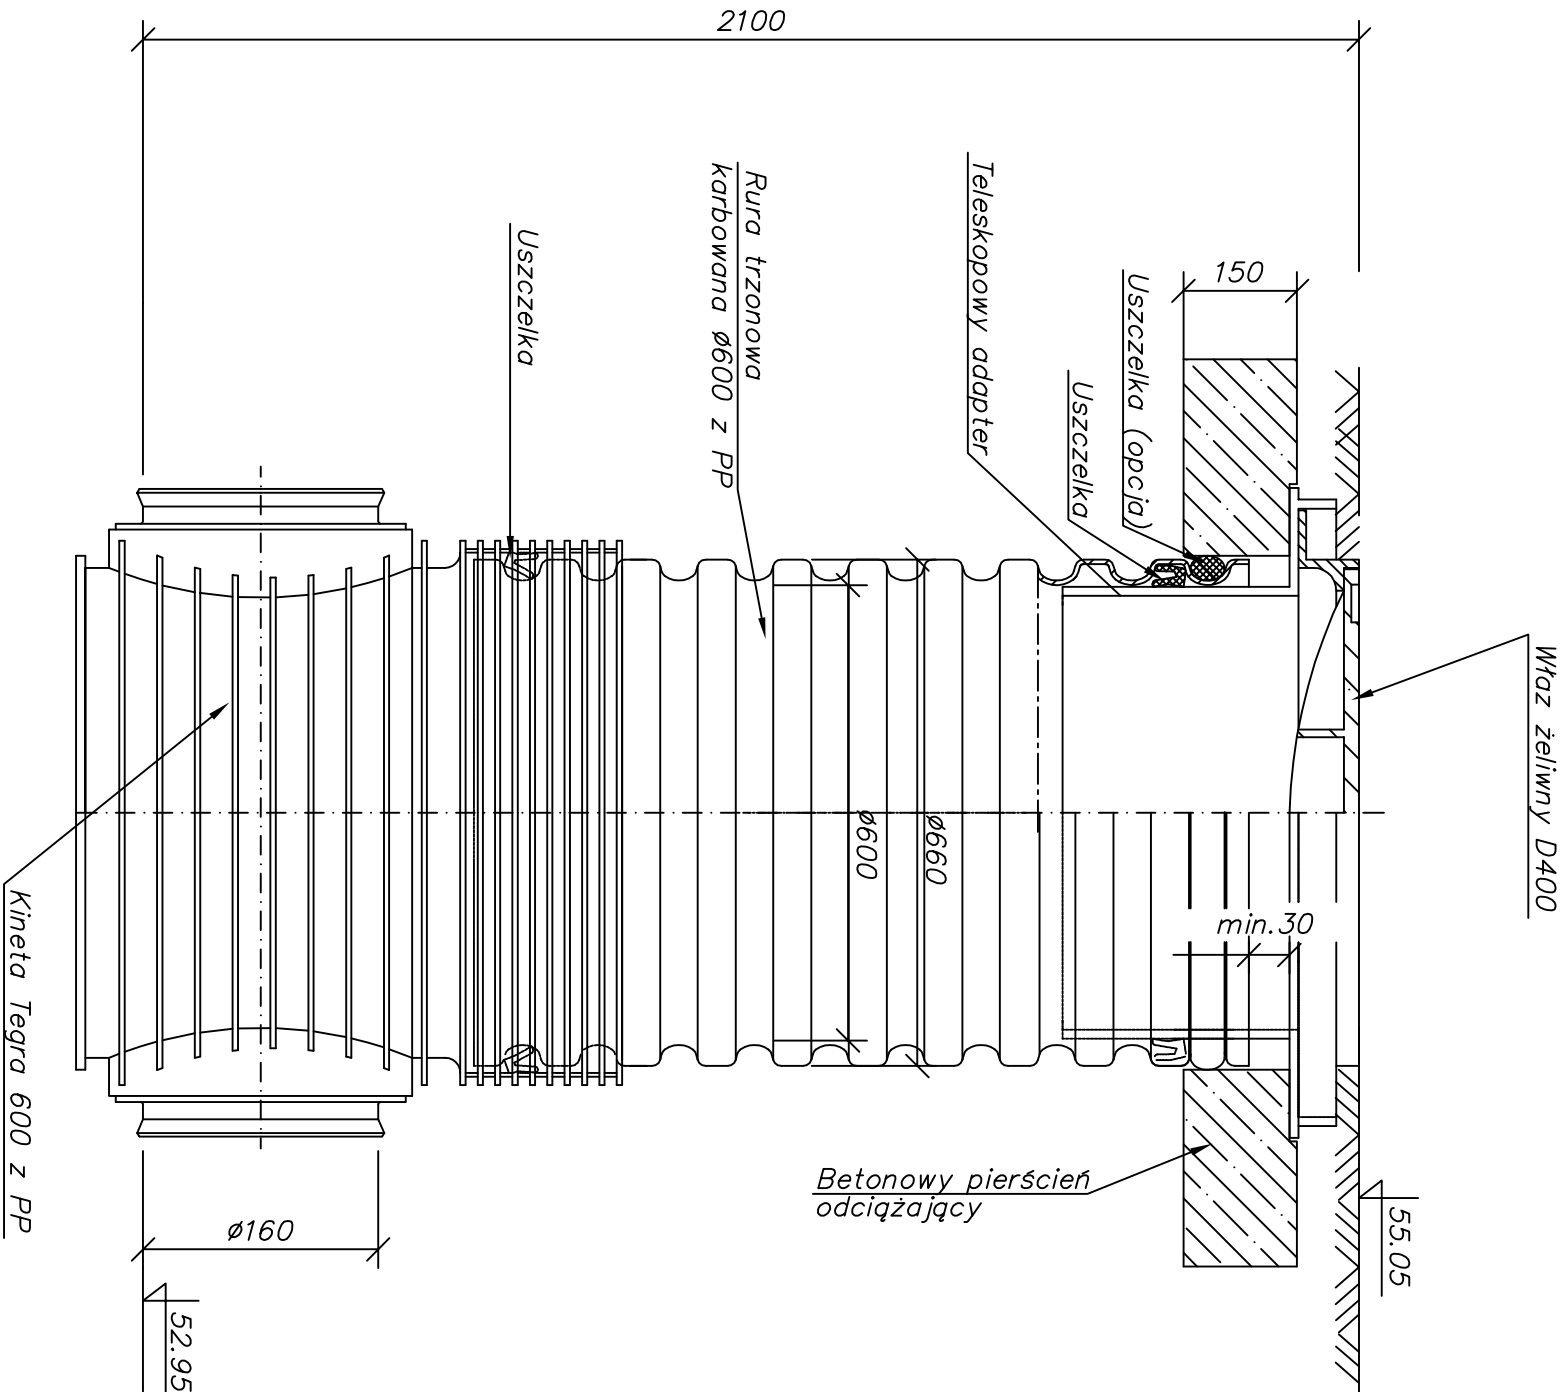 2100
150
Właz żeliwny D400
Uszczelka (opcja)
Uszczelka
Teleskopowy adapter
Rura trzonowa
karbowana ø600 z PP
Uszczelka
ø660
ø600
min.30
Kineta Tegra 600 z PP
Betonowy pierścień
odciążający
55.05
ø160
52.95